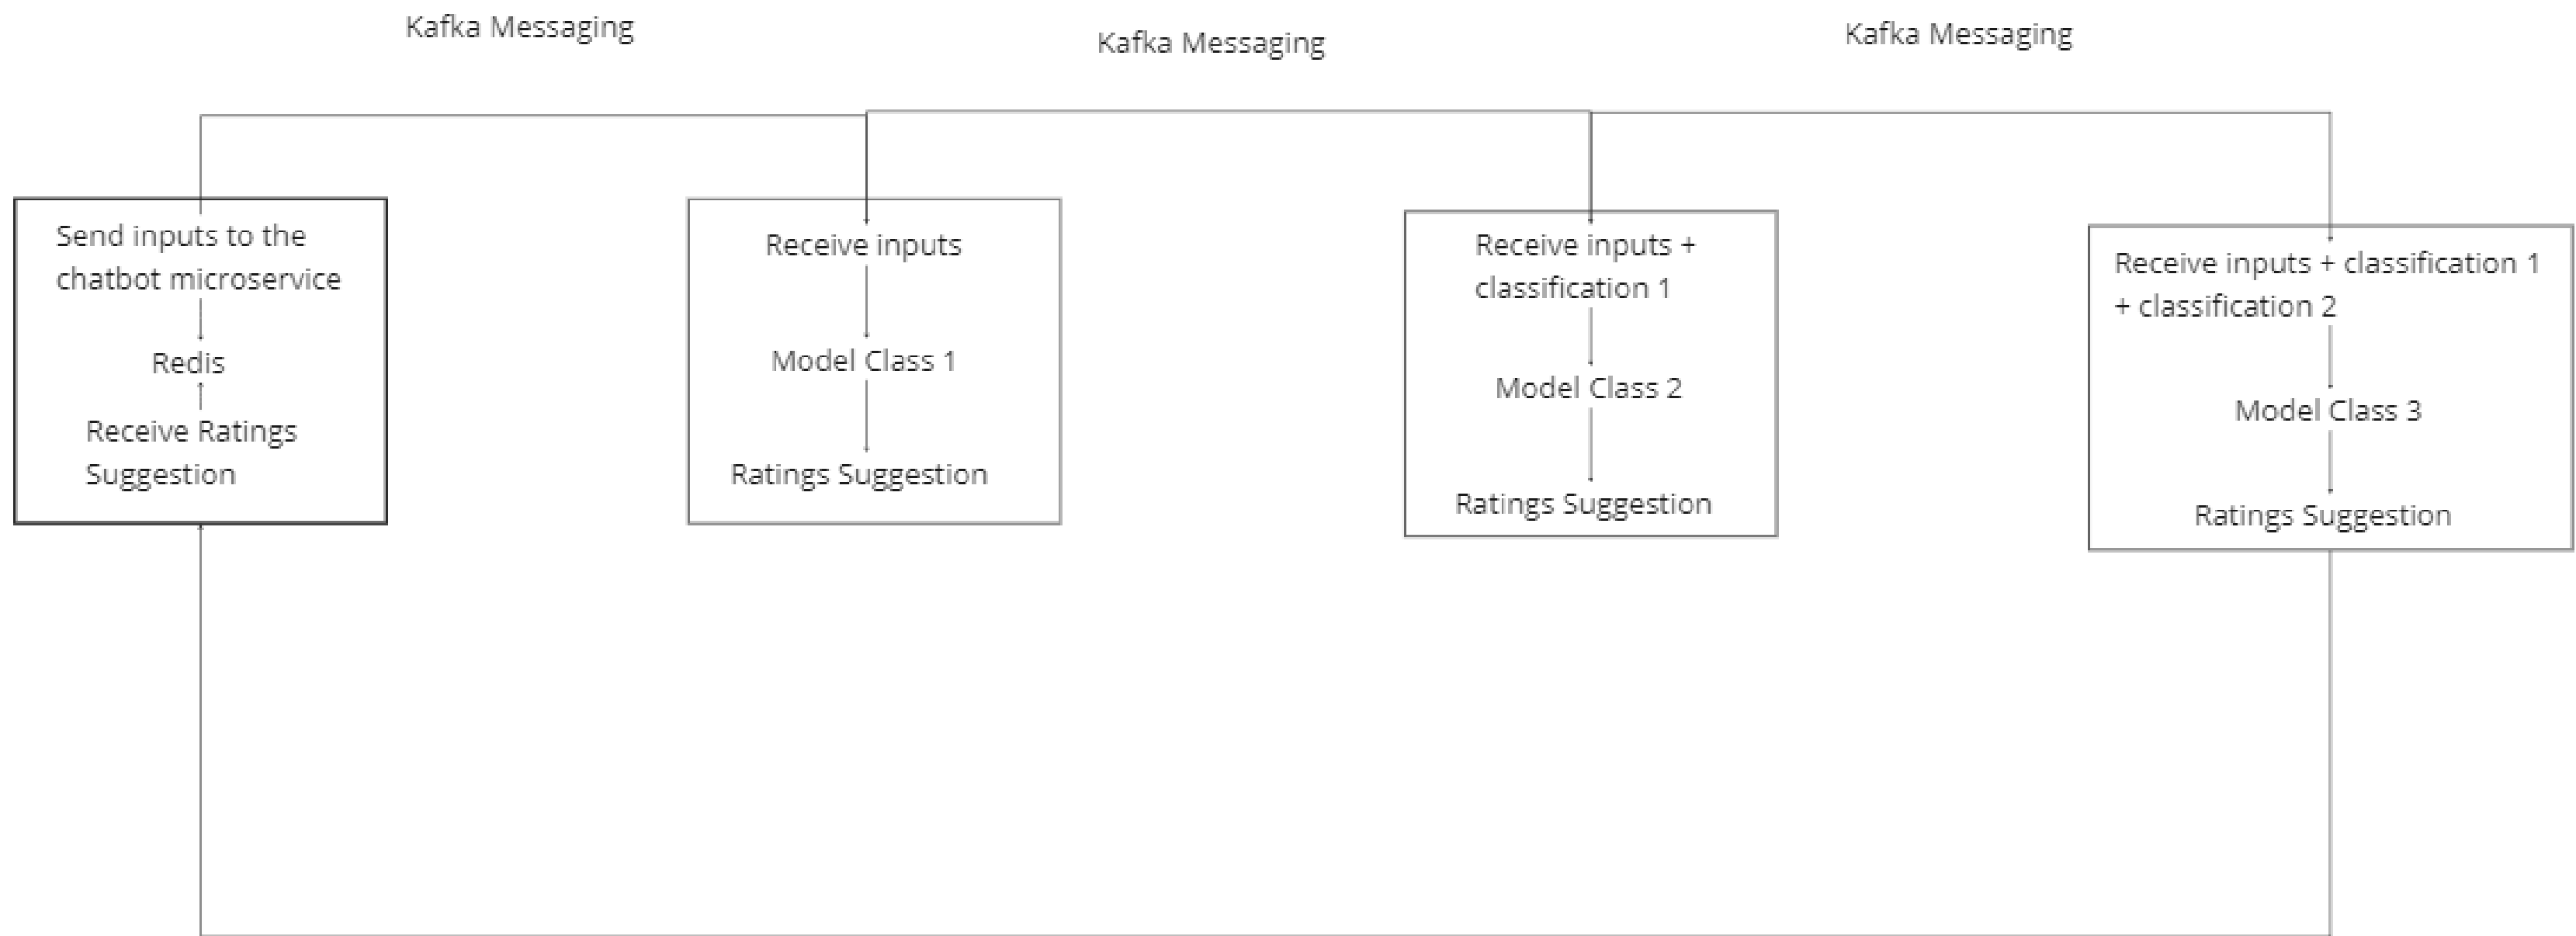 Kafka Messaging
Kafka Messaging
Kafka Messaging
Send inputs to the
chatbot microservice
Redis
Receive Ratings
Suggestion
Receive inputs
Model Class 1
Ratings Suggestion
Receive inputs +
classification 1
Model Class 2
Ratings Suggestion
Receive inputs + classification 1
+ classification 2
Model Class 3
Ratings Suggestion